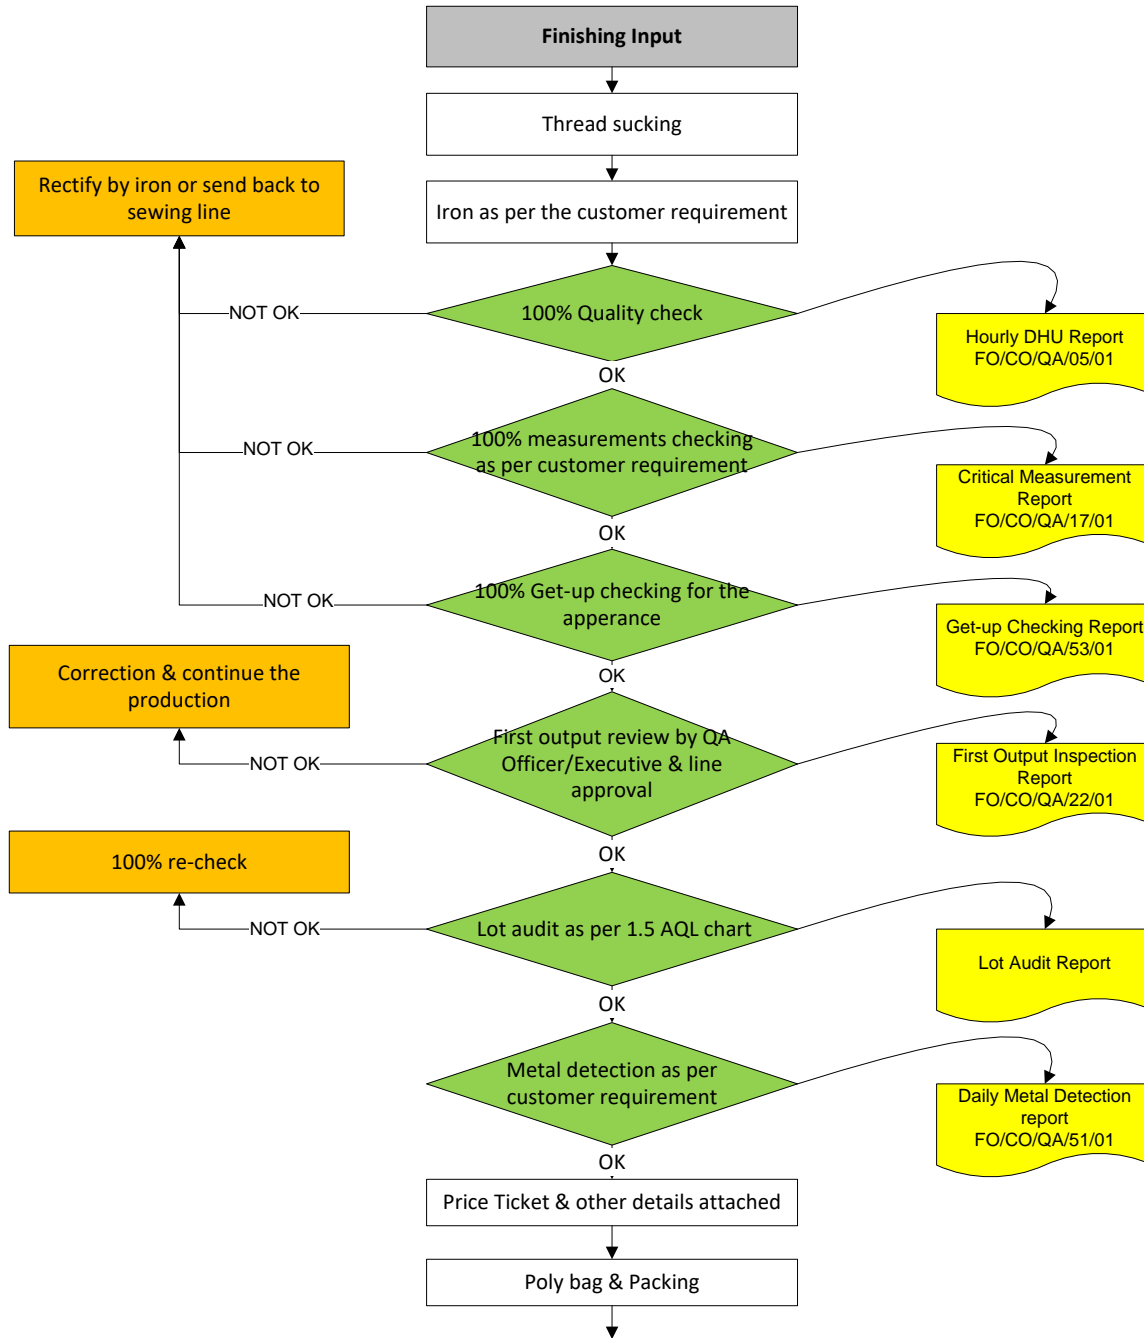 Finishing Input
Thread sucking
Rectify by iron or send back to
sewing line
Iron as per the customer requirement
NOT OK
100% Quality check
Hourly DHU Report
FO/CO/QA/05/01
OK
NOT OK
100% measurements checking
as per customer requirement
Critical Measurement
Report
FO/CO/QA/17/01
OK
NOT OK
100% Get-up checking for the
apperance
Get-up Checking Report
FO/CO/QA/53/01
OK
Correction & continue the
production
NOT OK
First output review by QA
Officer/Executive & line
approval
First Output Inspection
Report
FO/CO/QA/22/01
OK
100% re-check
NOT OK
Lot audit as per 1.5 AQL chart
Lot Audit Report
OK
Metal detection as per
customer requirement
Daily Metal Detection
report
FO/CO/QA/51/01
OK
Price Ticket & other details attached
Poly bag & Packing